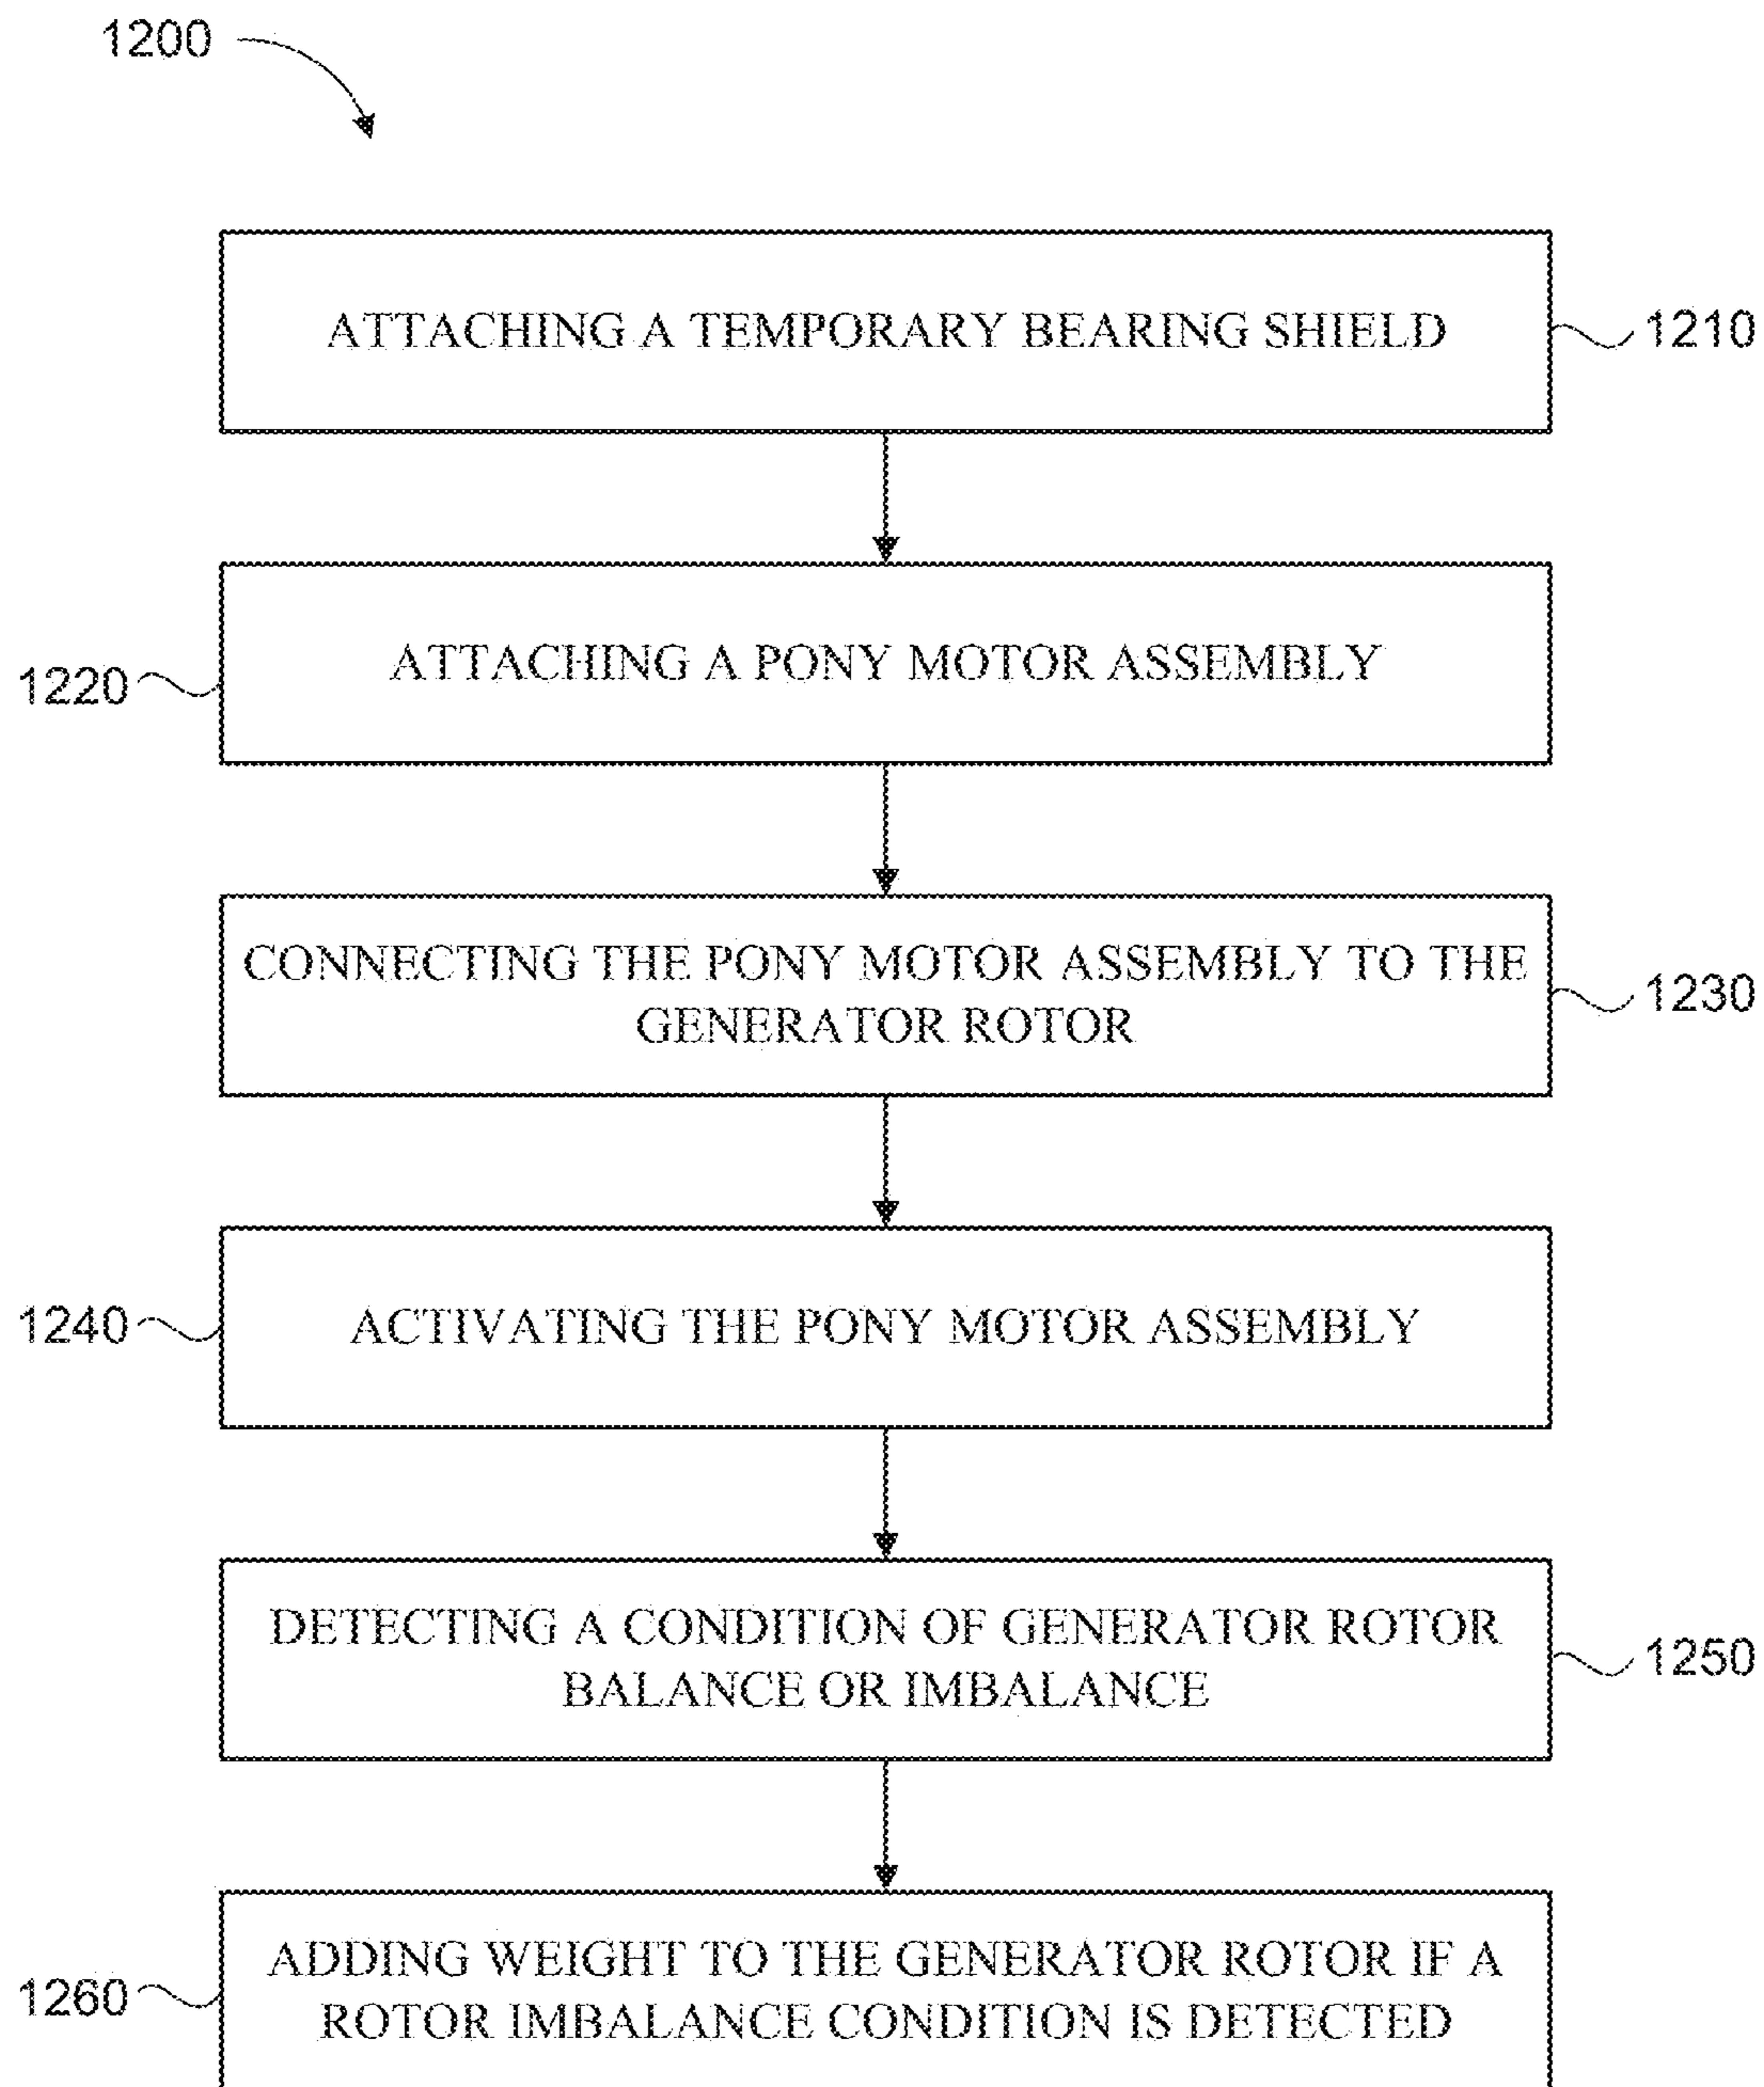 1200
ATTACHING A TEMPORARY BEARING SHIELD
1210
ATTACHING A PONY MOTOR ASSEMBLY
1220
CONNECTING THE PONY MOTOR ASSEMBLY TO THE
GENERATOR ROTOR
1230
ACTIVATING THE PONY MOTOR ASSEMBLY
1240
DETECTING A CONDITION OF GENERATOR ROTOR
BALANCE OR IMBALANCE
1250
ADDING WEIGHT TO THE GENERATOR ROTOR IF A
ROTOR IMBALANCE CONDITION IS DETECTED
1260